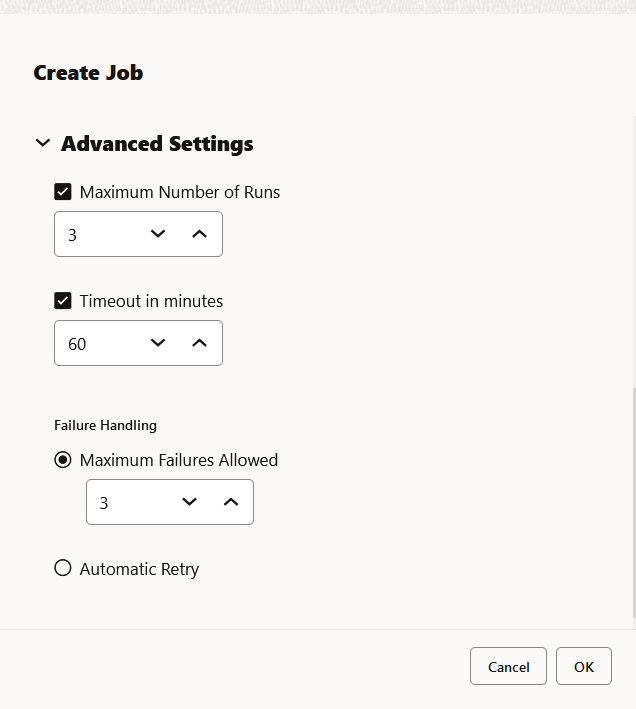 Create Job
Advanced Settings
Maximum Number of Runs
3
Timeout in minutes
60
Failure Handling
Maximum Failures Allowed
3
Automatic Retry
Cancel OK